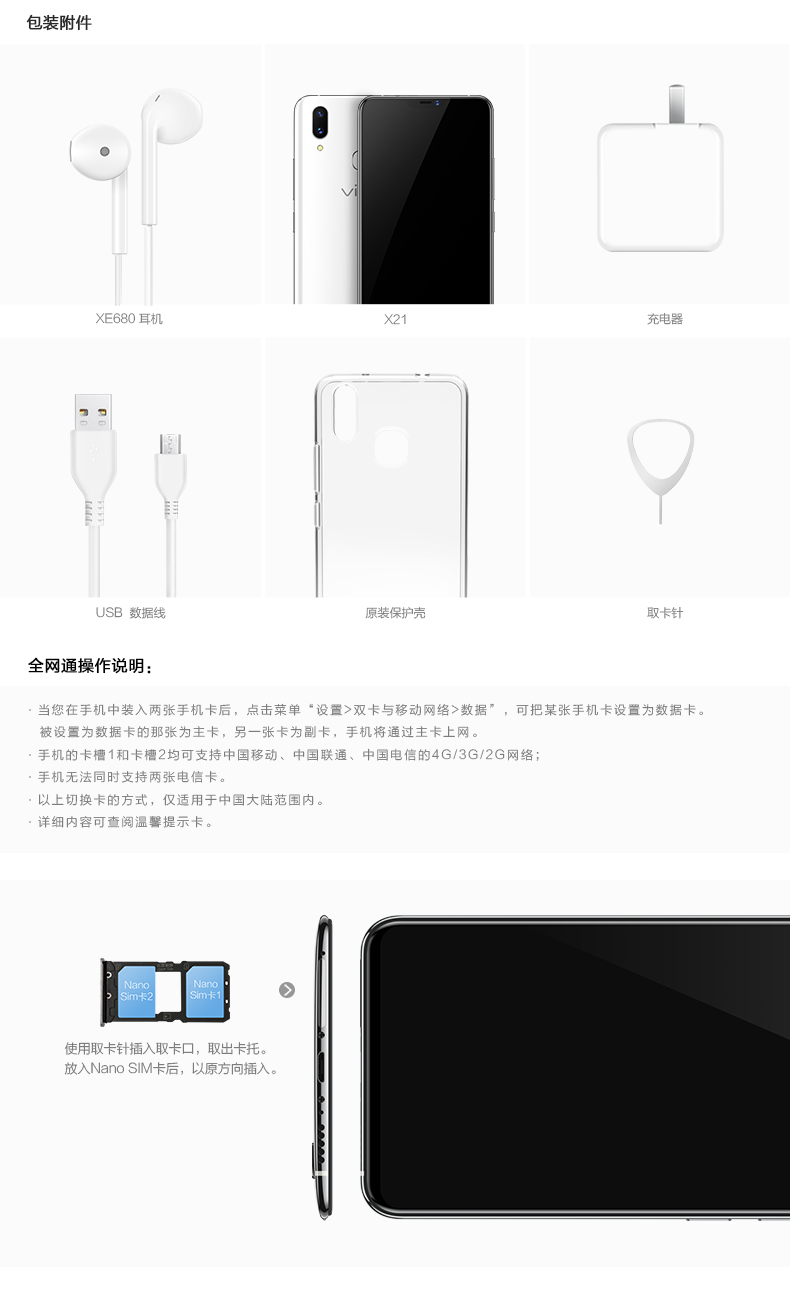 包装附件
vi
XE680 耳机
X21
充电器
USB 数据线
原装保护壳
取卡针
全网通操作说明：
· 当您在手机中装入两张手机卡后，点击菜单“设置>双卡与移动网络>数据”，可把某张手机卡设置为数据卡。
被设置为数据卡的那张为主卡，另一张卡为副卡，手机将通过主卡上网。
· 手机的卡槽1和卡槽2均可支持中国移动、中国联通、中国电信的4G/3G/2G网络；
· 手机无法同时支持两张电信卡。
· 以上切换卡的方式，仅适用于中国大陆范围内。
· 详细内容可查阅温馨提示卡。
Nano
Sim卡2
Nano
Sim卡1
使用取卡针插入取卡口，取出卡托。
放入Nano SIM卡后，以原方向插入。